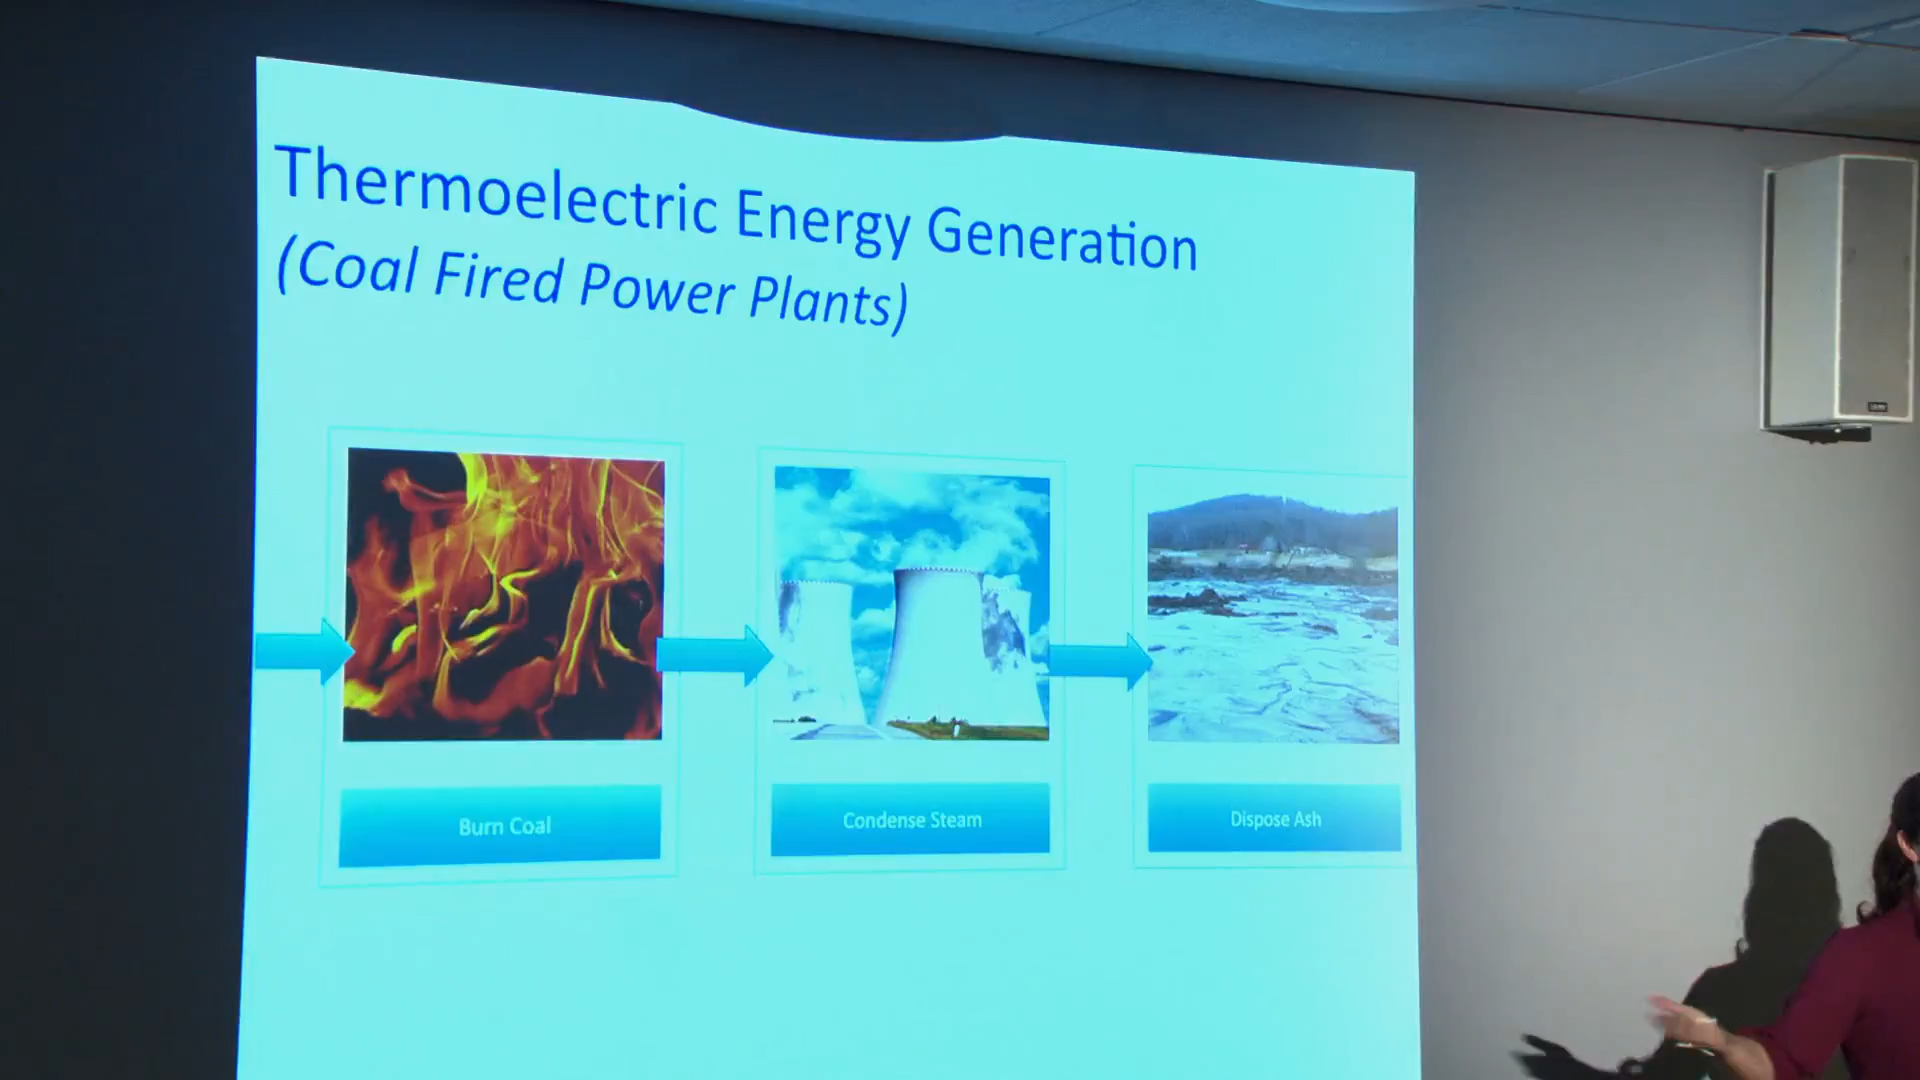 Thermoelectric Energy Generation
(Coal Fired Power Plants)
Burn Coal
Condense Steam
Dispose Ash